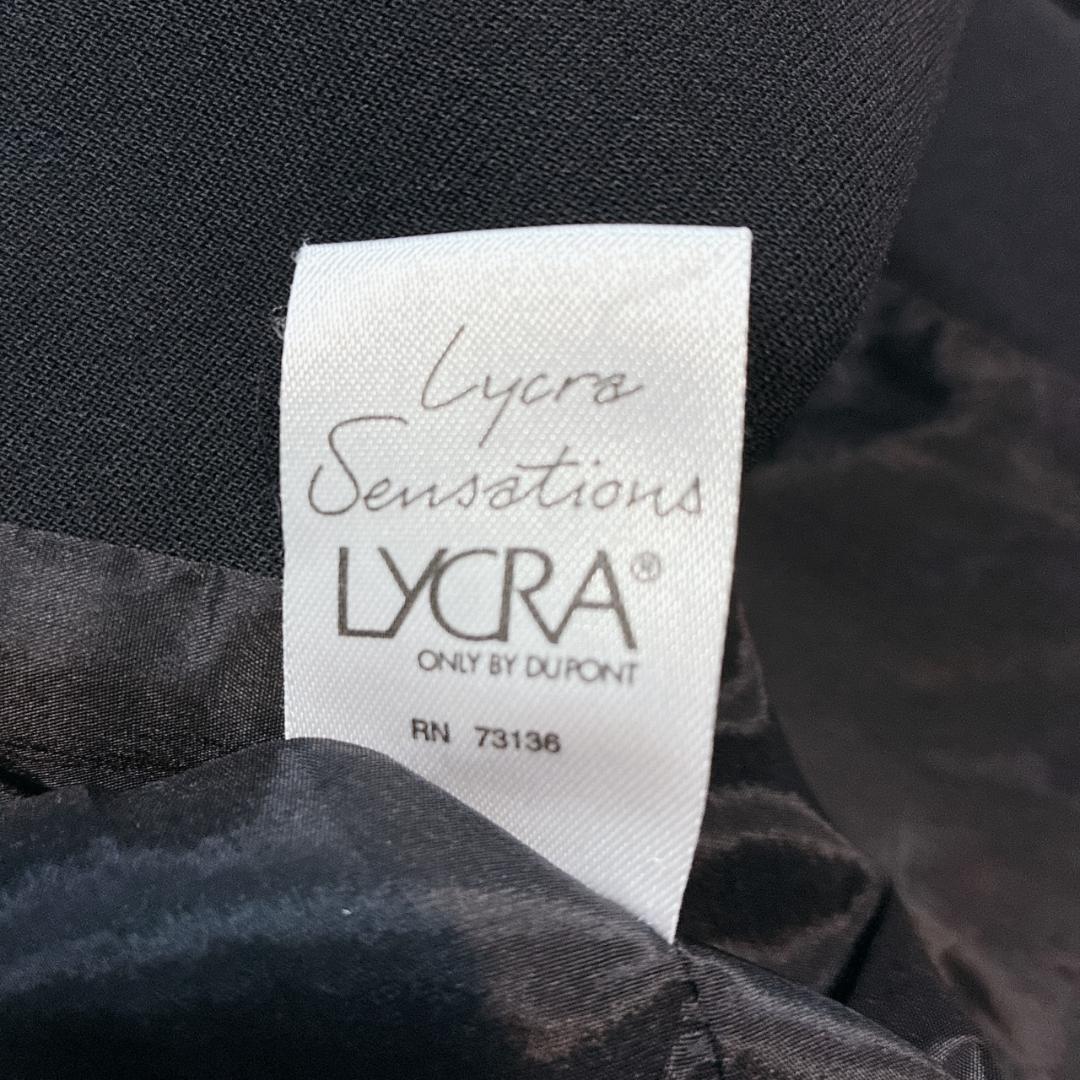 Lycra
Sensations
LYCRA®
ONLY BY DUPONT
RN 73136